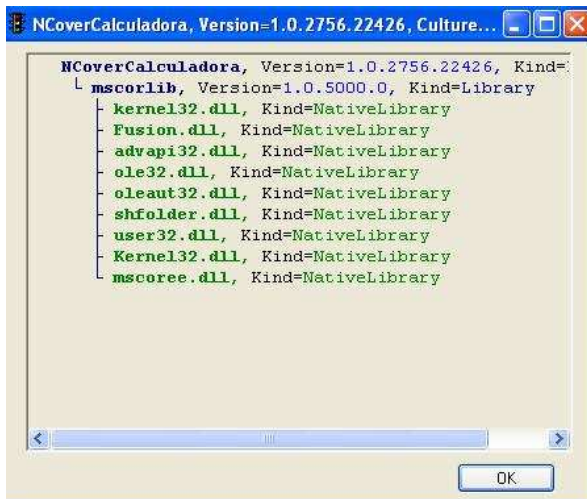 NCoverCalculadora, Version=1.0.2756.22426, Culture...
NCoverCalculadora, Version=1.0.2756.22426, Kind=
mscorlib, Version=1.0.5000.0, Kind=Library
kernel32.dll, Kind=NativeLibrary
Fusion.dll, Kind=NativeLibrary
advapi32.dll, Kind=NativeLibrary
ole32.dll, Kind=NativeLibrary
oleaut32.dll, Kind=NativeLibrary
shfolder.dll, Kind=NativeLibrary
user32.dll, Kind=NativeLibrary
Kernel32.dll, Kind=NativeLibrary
mscoree.dll, Kind=NativeLibrary
OK